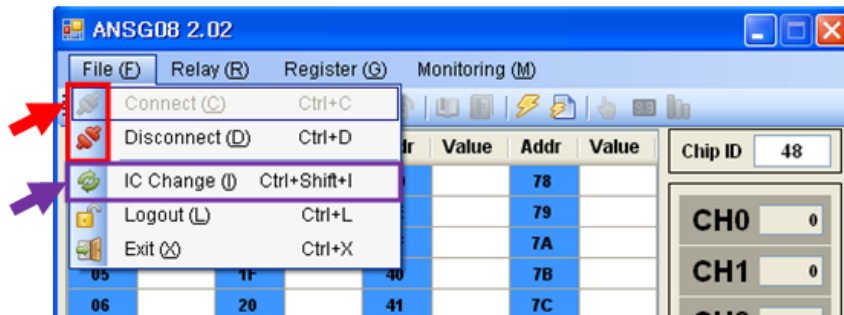 ANSG08 2.02
File (F) Relay (R) Register (G) Monitoring (M)
Connect (C) Ctrl+C
Disconnect (D) Ctrl+D
Value Addr Value
Chip ID 48
IC Change (I) Ctrl+Shift+I
78
Logout (L) Ctrl+L
79
CH0 0
Exit (X) Ctrl+X
7A
05 1F 40 7B
CH1 0
06 20 41 7C